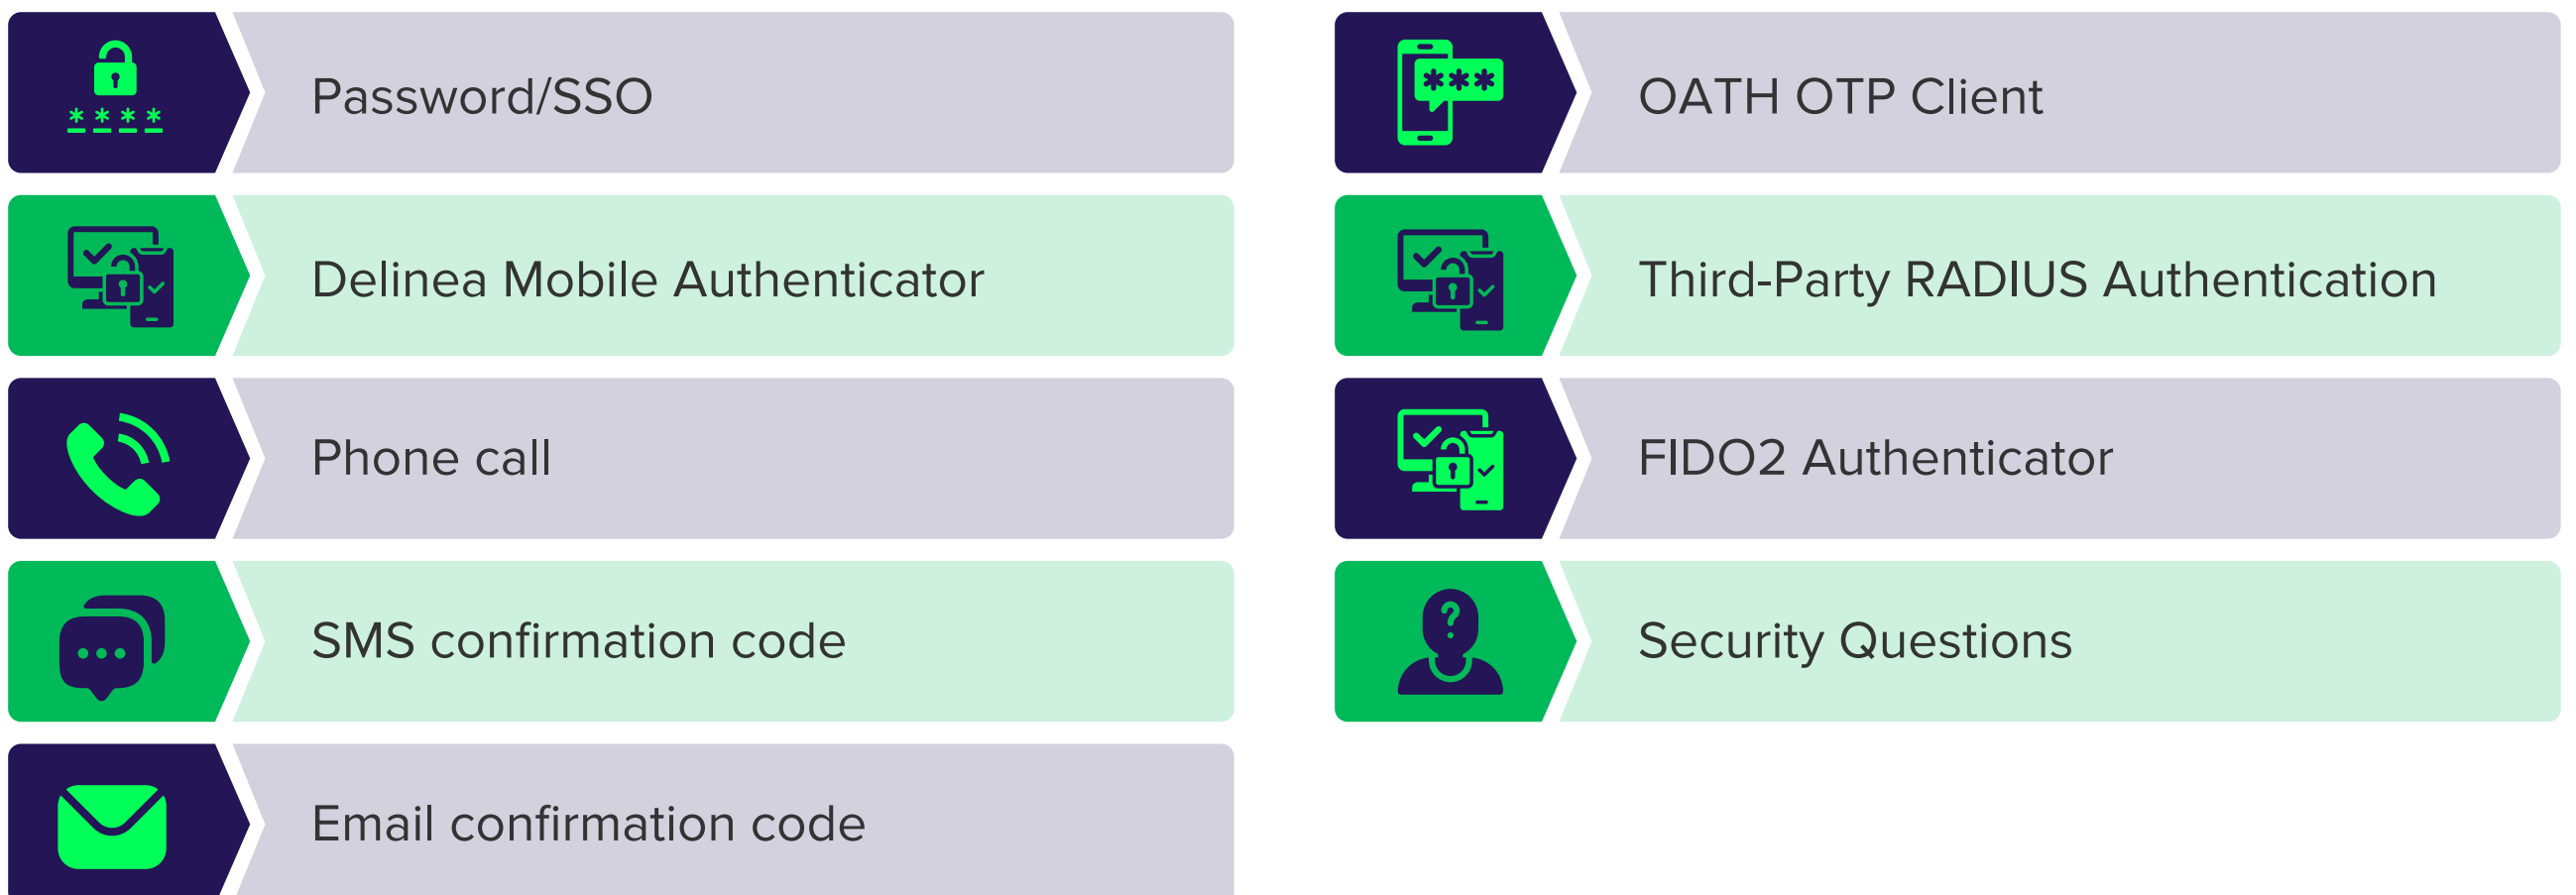 Password/SSO
Delinea Mobile Authenticator
Phone call
SMS confirmation code
Email confirmation code
OATH OTP Client
Third-Party RADIUS Authentication
FIDO2 Authenticator
Security Questions